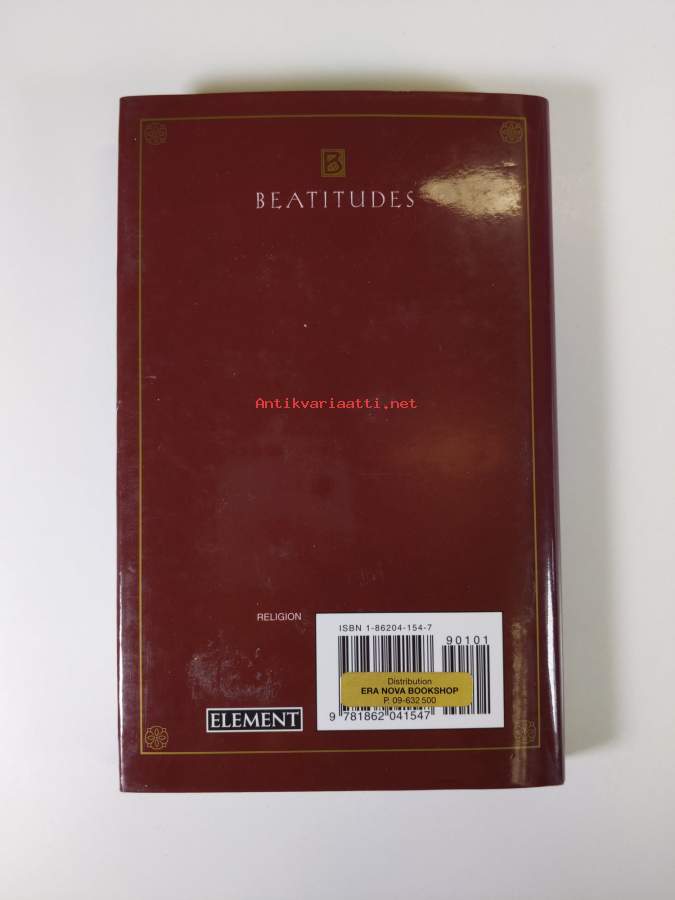 B
BEATITUDES
Antikvariaatti.net
RELIGION
ISBN 1-86204-154-7
90101
Distribution
ERA NOVA BOOKSHOP
P. 09-632 500
9 781862 041547
ELEMENT